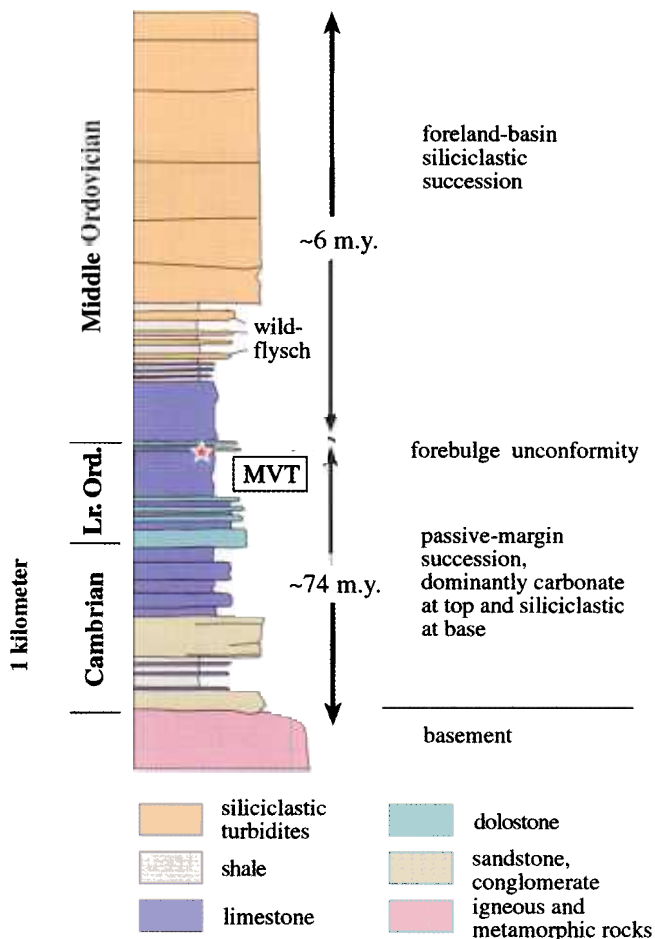 Middle Ordovician
Lr. Ord.
Cambrian
1 kilometer
foreland-basin
siliciclastic
succession
~6 m.y.
wild-
flysch
forebulge unconformity
MVT
passive-margin
succession,
dominantly carbonate
at top and siliciclastic
at base
~74 m.y.
basement
siliciclastic
turbidites
shale
limestone
dolostone
sandstone,
conglomerate
igneous and
metamorphic rocks